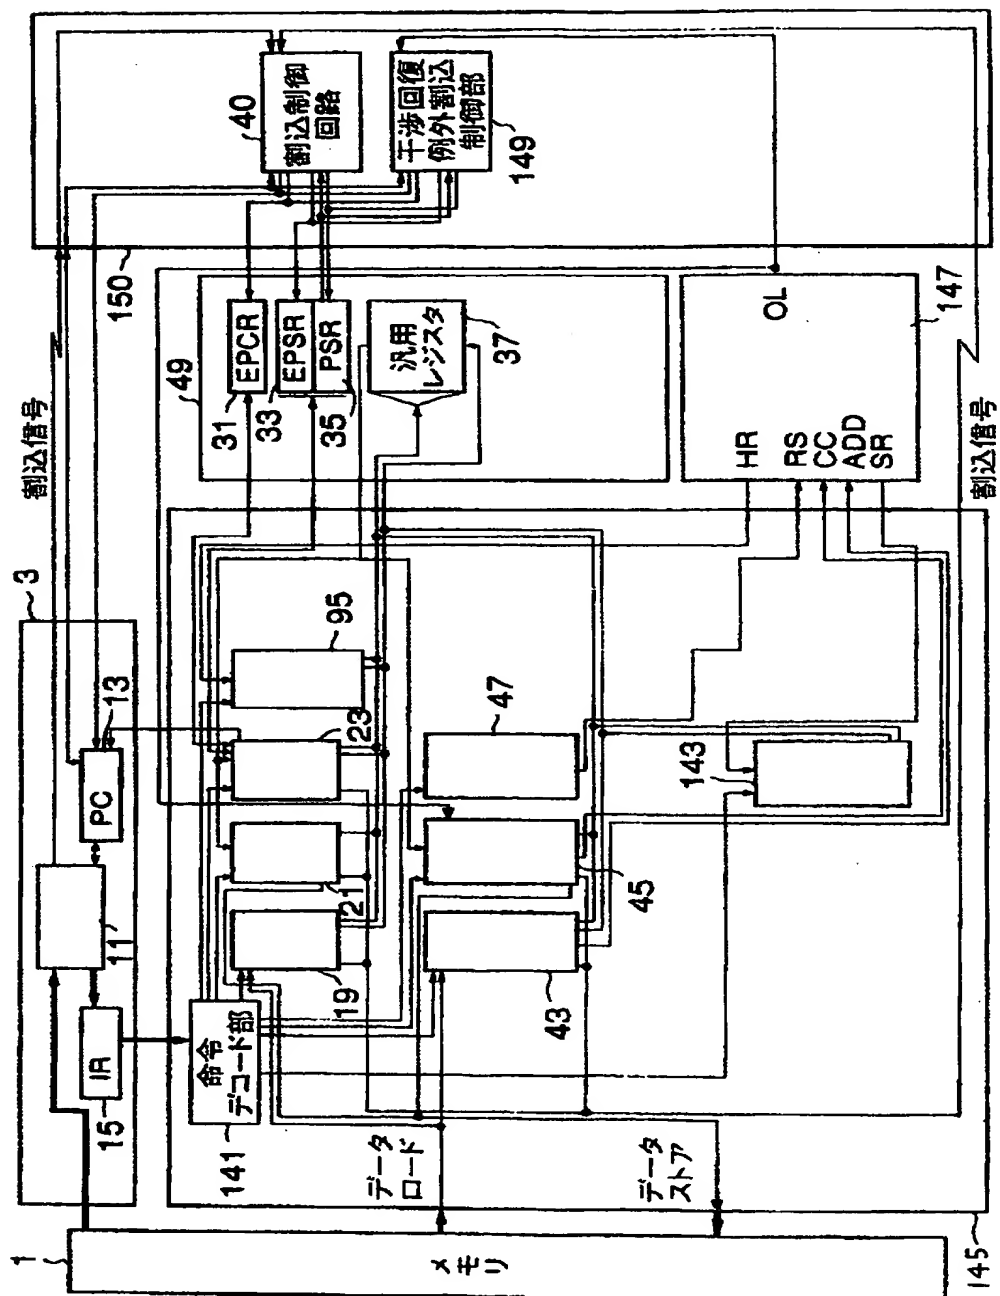 1
メモリ
3
11'
PC
13
IR
15
割込信号
150
40
割込制御
回路
干渉回復
例外割込
制御部
149
49
EPCR
31
EPSR
33
PSR
35
汎用
レジスタ
37
147
OL
HR
RS
CC
ADD
SR
割込信号
命令
デコード部
141
19
21
23
95
43
45
47
143
データ
ロード
データ
ストア
145